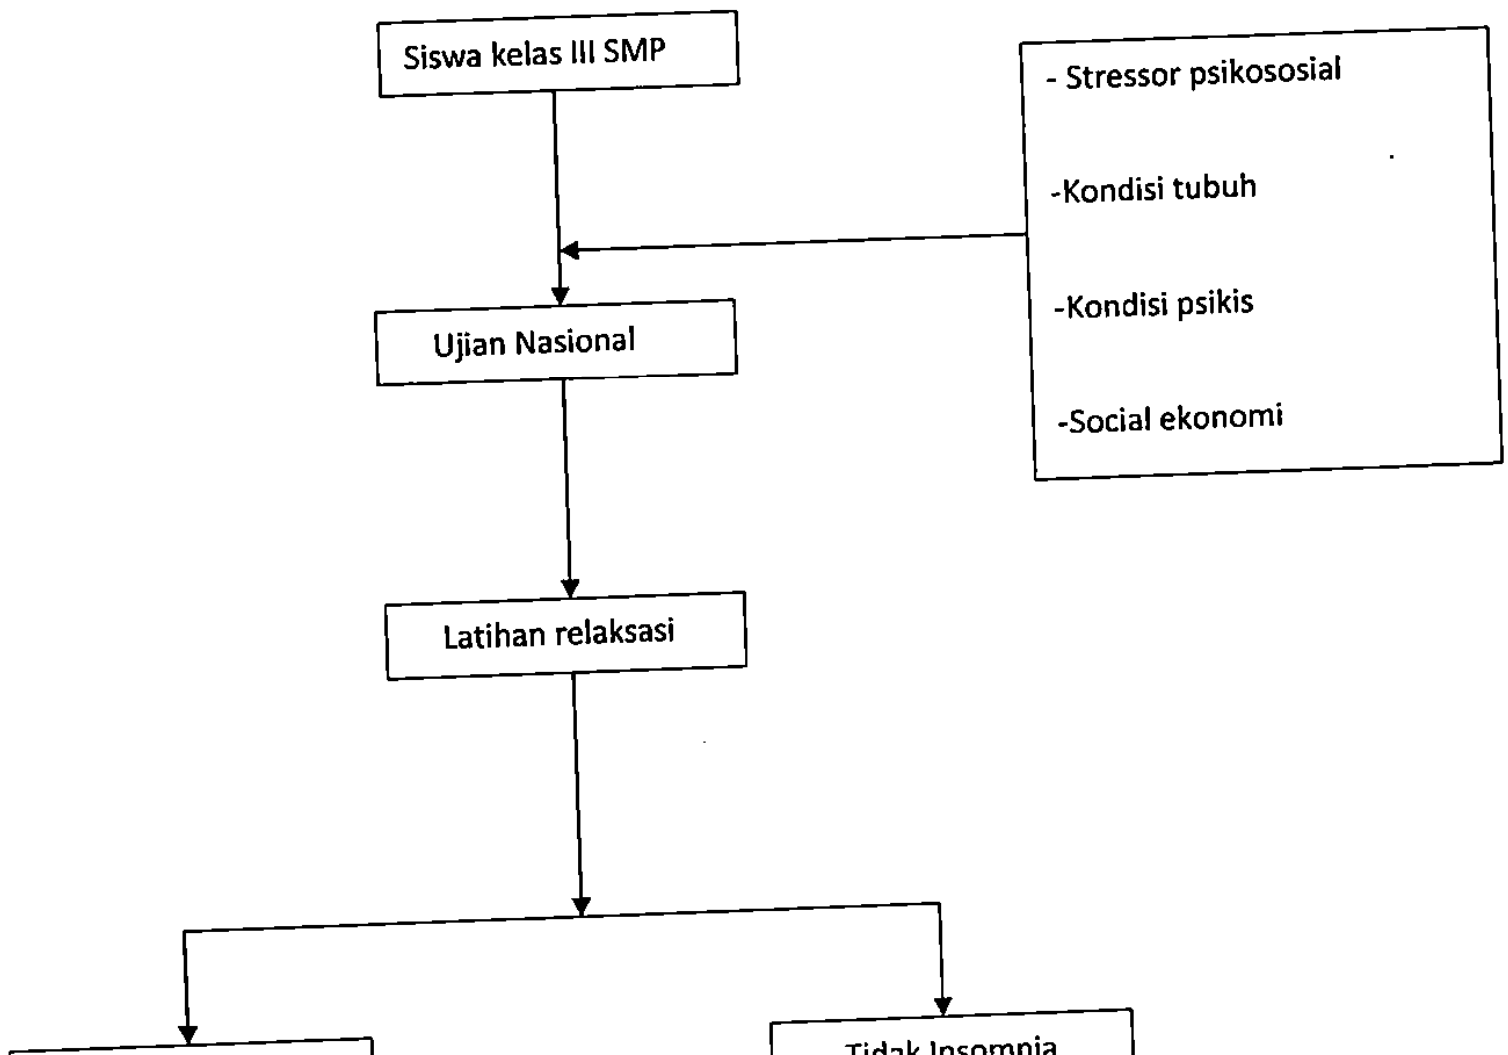 Siswa kelas III SMP
- Stressor psikososial
-Kondisi tubuh
-Kondisi psikis
-Social ekonomi
Ujian Nasional
Latihan relaksasi
Tidak Insomnia